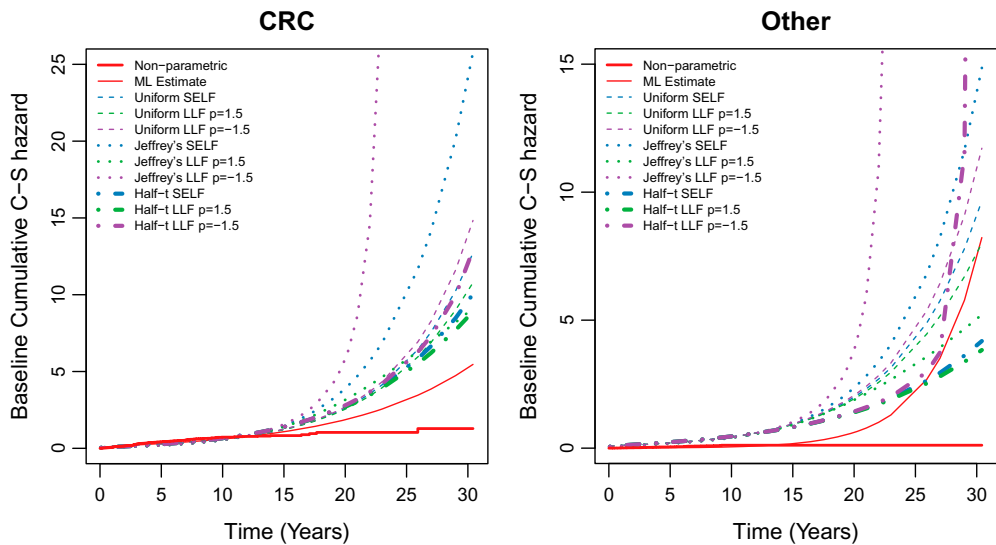 CRC
Baseline Cumulative C−S hazard
25
20
15
10
5
0
Non−parametric
ML Estimate
Uniform SELF
Uniform LLF p=1.5
Uniform LLF p=−1.5
Jeffrey's SELF
Jeffrey's LLF p=1.5
Jeffrey's LLF p=−1.5
Half−t SELF
Half−t LLF p=1.5
Half−t LLF p=−1.5
0 5 10 15 20 25 30
Time (Years)
Other
Baseline Cumulative C−S hazard
15
10
5
0
Non−parametric
ML Estimate
Uniform SELF
Uniform LLF p=1.5
Uniform LLF p=−1.5
Jeffrey's SELF
Jeffrey's LLF p=1.5
Jeffrey's LLF p=−1.5
Half−t SELF
Half−t LLF p=1.5
Half−t LLF p=−1.5
0 5 10 15 20 25 30
Time (Years)